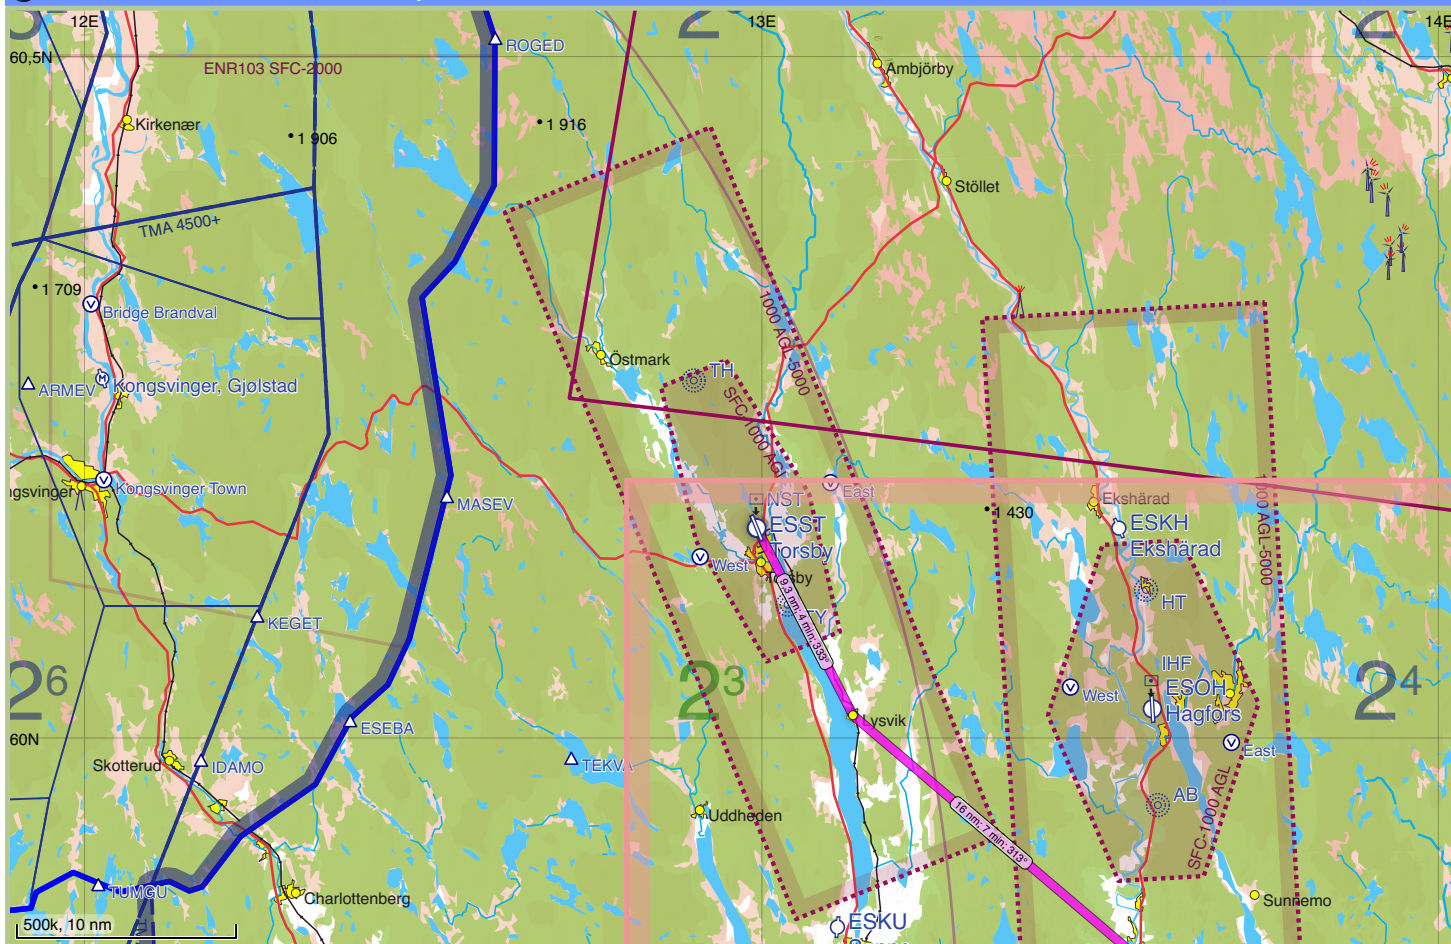 12E
13E
14E
60,5N
ROGED
ENR103 SFC-2000
Ambjörby
Kirkenær
1 906
1 916
Stöllet
TMA 4500+
1 709
Bridge Brandval
1000 AGL-5000
Östmark
TH
ARMEV
Kongsvinger, Gjølstad
SFC-1000 AGL
ngsvinger
Kongsvinger Town
MASEV
NST
East
ESST
Torsby
West
1 430
Ekshärad
ESKH
Ekshärad
1000 AGL-5000
9.3 nm: 4 min: 333°
HT
KEGET
2⁶
2³
2⁴
IHF
ESOH
Hagfors
West
East
Lysvik
60N
ESEBA
Skotterud
IDAMO
AB
Uddheden
16 nm: 7 min: 313°
SFC-1000 AGL
TUMGU
Charlottenberg
Sunnemo
ESKU
500k, 10 nm